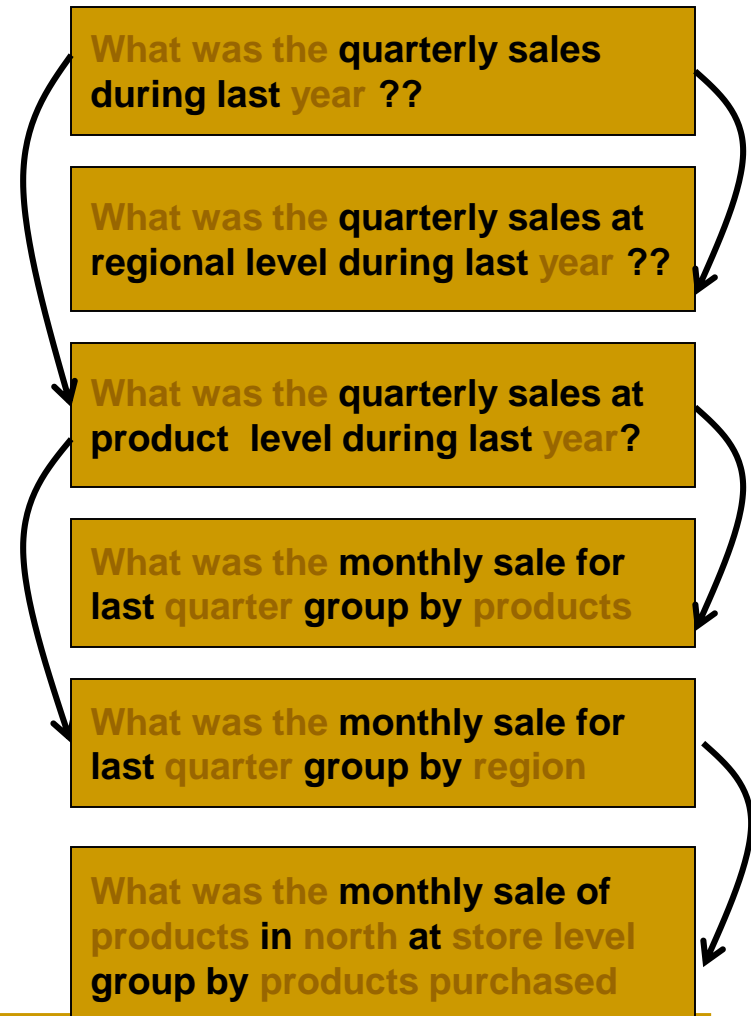 What was the quarterly sales
during last year ??
What was the quarterly sales at
regional level during last year ??
What was the quarterly sales at
product level during last year?
What was the monthly sale for
last quarter group by products
What was the monthly sale for
last quarter group by region
What was the monthly sale of
products in north at store level
group by products purchased